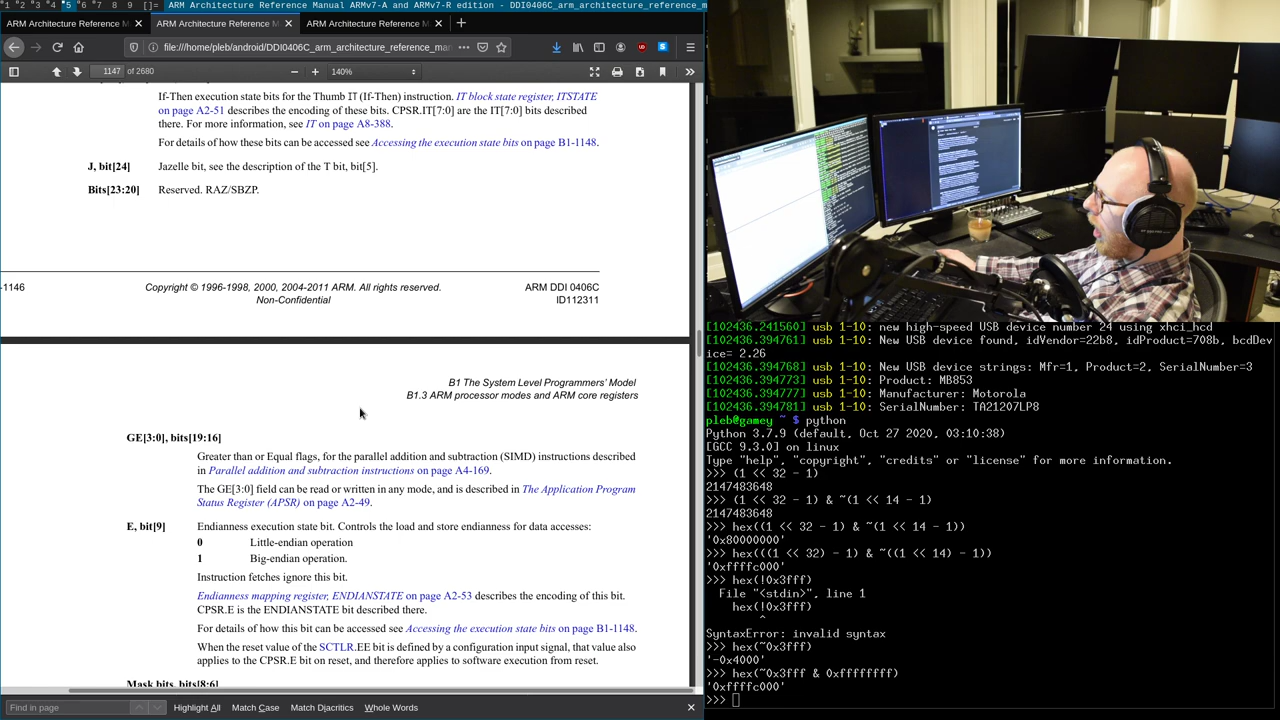 1 2 3 4 5 6 7 8 9 []= ARM Architecture Reference Manual ARMv7-A and ARMv7-R edition - DDI0406C_arm_architecture_reference_m
ARM Architecture Reference M
ARM Architecture Reference M
ARM Architecture Reference M
file:///home/pleb/android/DDI0406C_arm_architecture_reference_ma
1147 of 2680
140%
If-Then execution state bits for the Thumb IT (If-Then) instruction. IT block state register, ITSTATE
on page A2-51 describes the encoding of these bits. CPSR.IT[7:0] are the IT[7:0] bits described
there. For more information, see IT on page A8-388.
For details of how these bits can be accessed see Accessing the execution state bits on page B1-1148.
J, bit[24] Jazelle bit, see the description of the T bit, bit[5].
Bits[23:20] Reserved. RAZ/SBZP.
-1146 Copyright © 1996-1998, 2000, 2004-2011 ARM. All rights reserved. ARM DDI 0406C
Non-Confidential ID112311
B1 The System Level Programmers' Model
B1.3 ARM processor modes and ARM core registers
GE[3:0], bits[19:16]
Greater than or Equal flags, for the parallel addition and subtraction (SIMD) instructions described
in Parallel addition and subtraction instructions on page A4-169.
The GE[3:0] field can be read or written in any mode, and is described in The Application Program
Status Register (APSR) on page A2-49.
E, bit[9] Endianness execution state bit. Controls the load and store endianness for data accesses:
0 Little-endian operation
1 Big-endian operation.
Instruction fetches ignore this bit.
Endianness mapping register, ENDIANSTATE on page A2-53 describes the encoding of this bit.
CPSR.E is the ENDIANSTATE bit described there.
For details of how this bit can be accessed see Accessing the execution state bits on page B1-1148.
When the reset value of the SCTLR.EE bit is defined by a configuration input signal, that value also
applies to the CPSR.E bit on reset, and therefore applies to software execution from reset.
Mask bits, bits[8:6]
Find in page Highlight All Match Case Match Diacritics Whole Words
[102436.241560] usb 1-10: new high-speed USB device number 24 using xhci_hcd
[102436.394761] usb 1-10: New USB device found, idVendor=22b8, idProduct=708b, bcdDev
ice= 2.26
[102436.394768] usb 1-10: New USB device strings: Mfr=1, Product=2, SerialNumber=3
[102436.394773] usb 1-10: Product: MB853
[102436.394777] usb 1-10: Manufacturer: Motorola
[102436.394781] usb 1-10: SerialNumber: TA21207LP8
pleb@gamey ~ $ python
Python 3.7.9 (default, Oct 27 2020, 03:10:38)
[GCC 9.3.0] on linux
Type "help", "copyright", "credits" or "license" for more information.
>>> (1 << 32 - 1)
2147483648
>>> (1 << 32 - 1) & ~(1 << 14 - 1)
2147483648
>>> hex((1 << 32 - 1) & ~(1 << 14 - 1))
'0x80000000'
>>> hex(((1 << 32) - 1) & ~((1 << 14) - 1))
'0xffffc000'
>>> hex(!0x3fff)
File "<stdin>", line 1
hex(!0x3fff)
^
SyntaxError: invalid syntax
>>> hex(~0x3fff)
'-0x4000'
>>> hex(~0x3fff & 0xffffffff)
'0xffffc000'
>>>